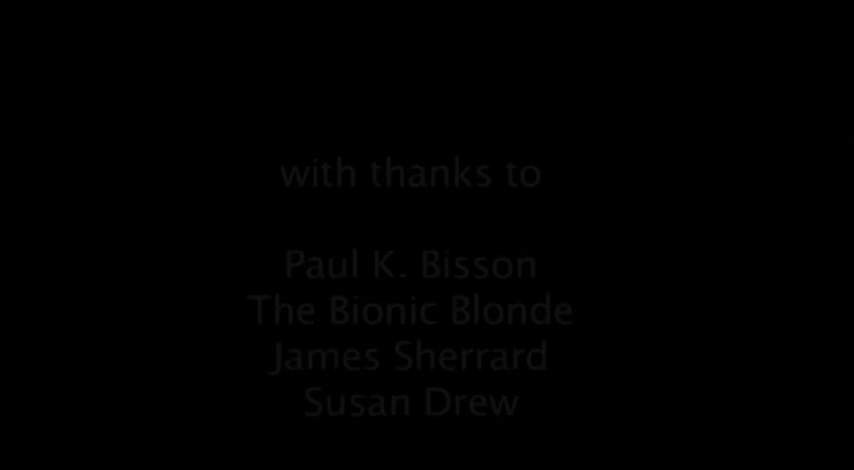 with thanks to
Paul K. Bisson
The Bionic Blonde
James Sherrard
Susan Drew